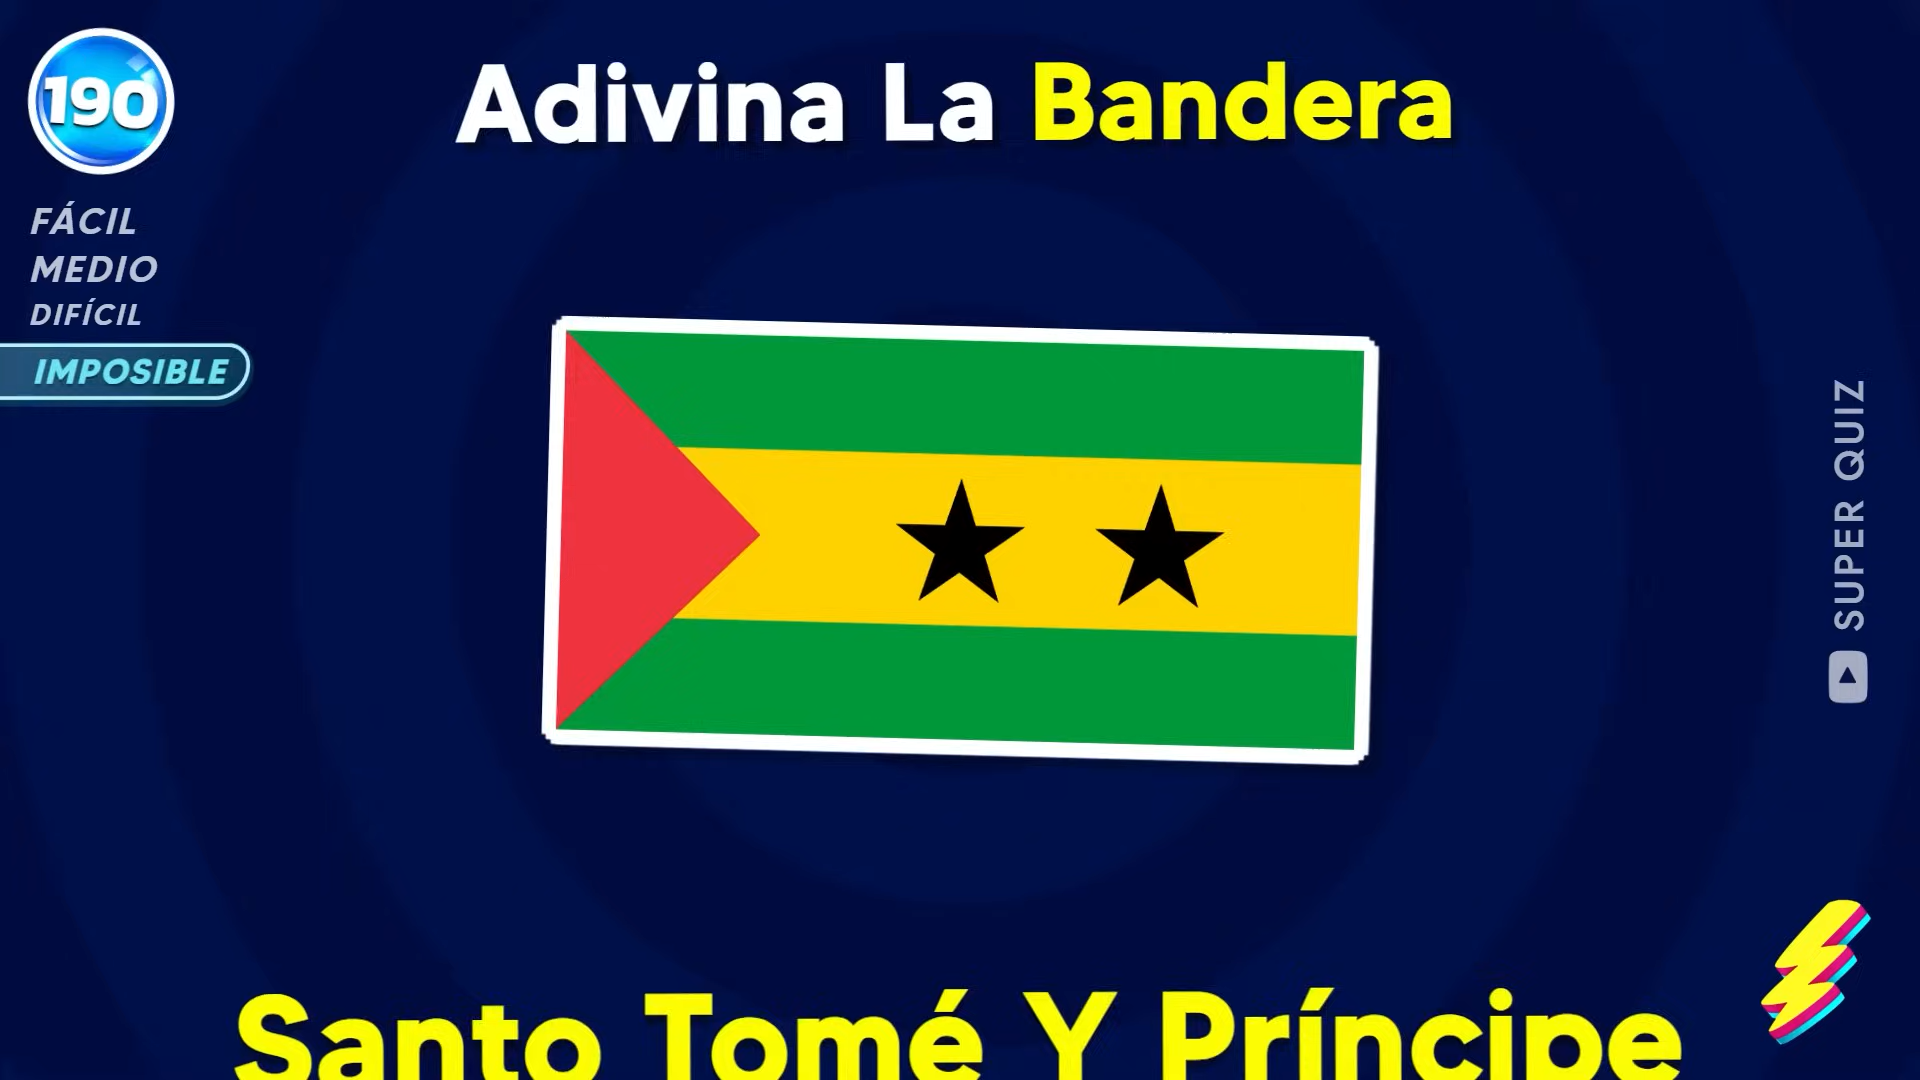 190
Adivina La Bandera
FÁCIL
MEDIO
DIFÍCIL
IMPOSIBLE
SUPER QUIZ
Santo Tomé Y Príncipe